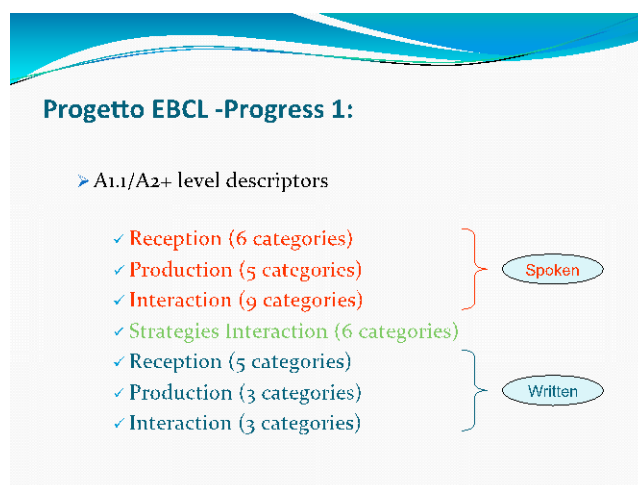 Progetto EBCL -Progress 1:
A1.1/A2+ level descriptors
Reception (6 categories)
Production (5 categories)
Interaction (9 categories)
Spoken
Strategies Interaction (6 categories)
Reception (5 categories)
Production (3 categories)
Interaction (3 categories)
Written